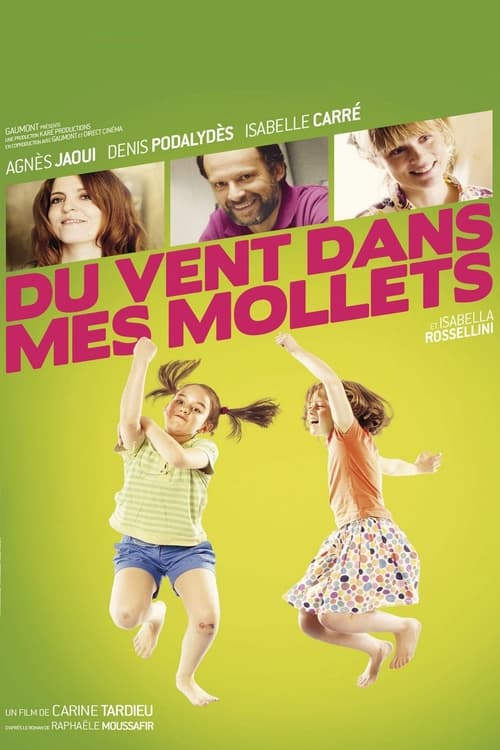 GAUMONT PRÉSENTE
UNE PRODUCTION KARÉ PRODUCTIONS
EN COPRODUCTION AVEC GAUMONT ET DIRECT CINÉMA
AGNÈS JAOUI DENIS PODALYDÈS ISABELLE CARRÉ
DU VENT DANS
MES MOLLETS
ET ISABELLA
ROSSELLINI
UN FILM DE CARINE TARDIEU
D'APRÈS LE ROMAN DE RAPHAËLE MOUSSAFIR